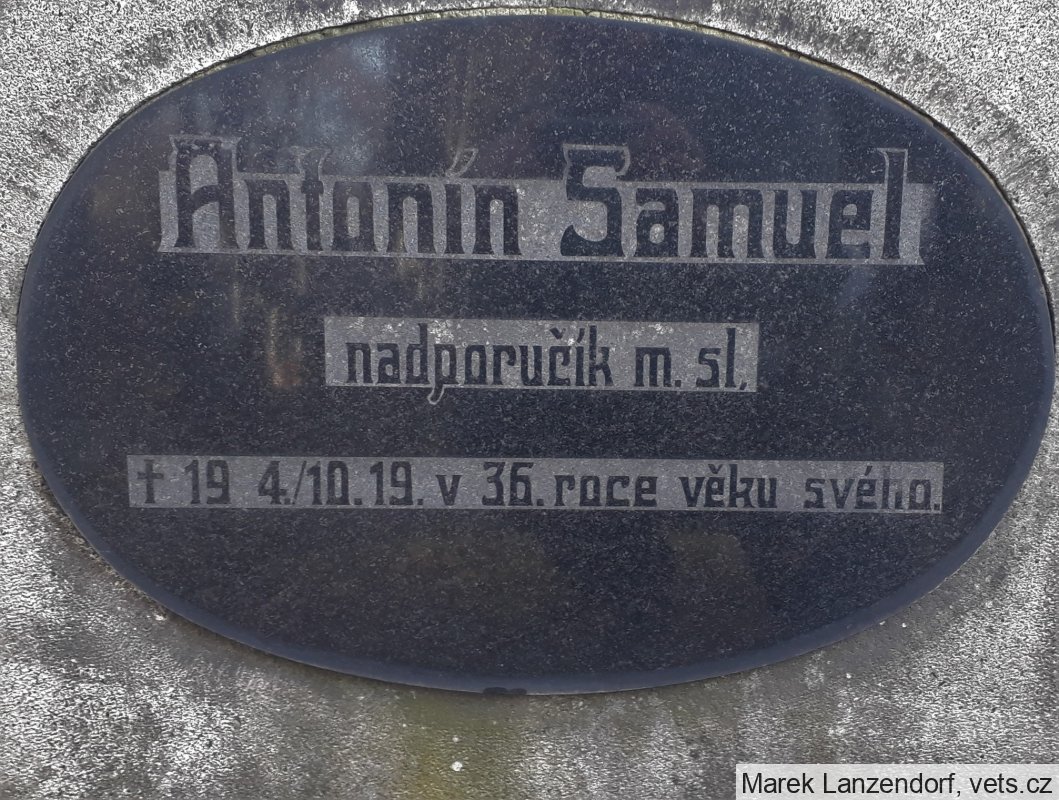 Antonín Samuel
nadporučík m. sl,
† 19 4./10. 19. v 36. roce věku svého.
Marek Lanzendorf, vets.cz